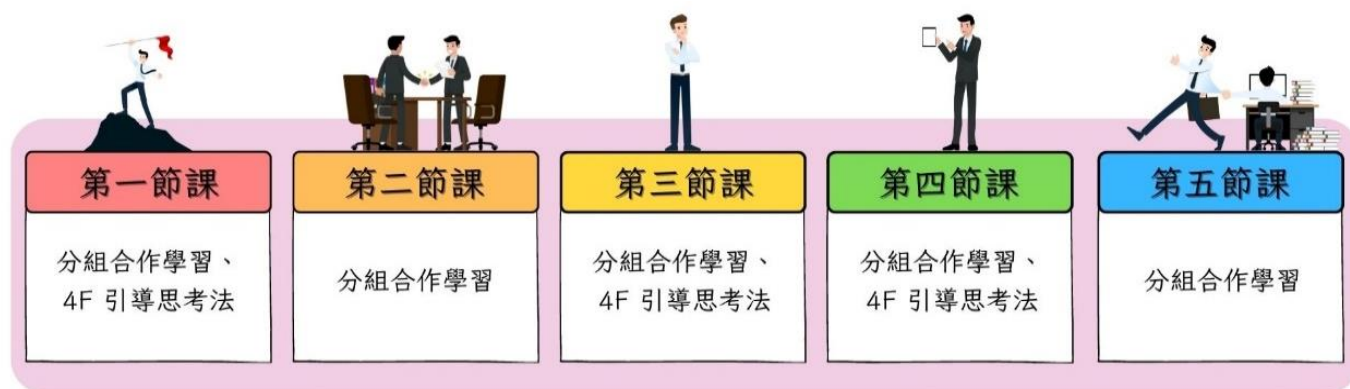 第一節課
分組合作學習、
4F 引導思考法
第二節課
分組合作學習
第三節課
分組合作學習、
4F 引導思考法
第四節課
分組合作學習、
4F 引導思考法
第五節課
分組合作學習